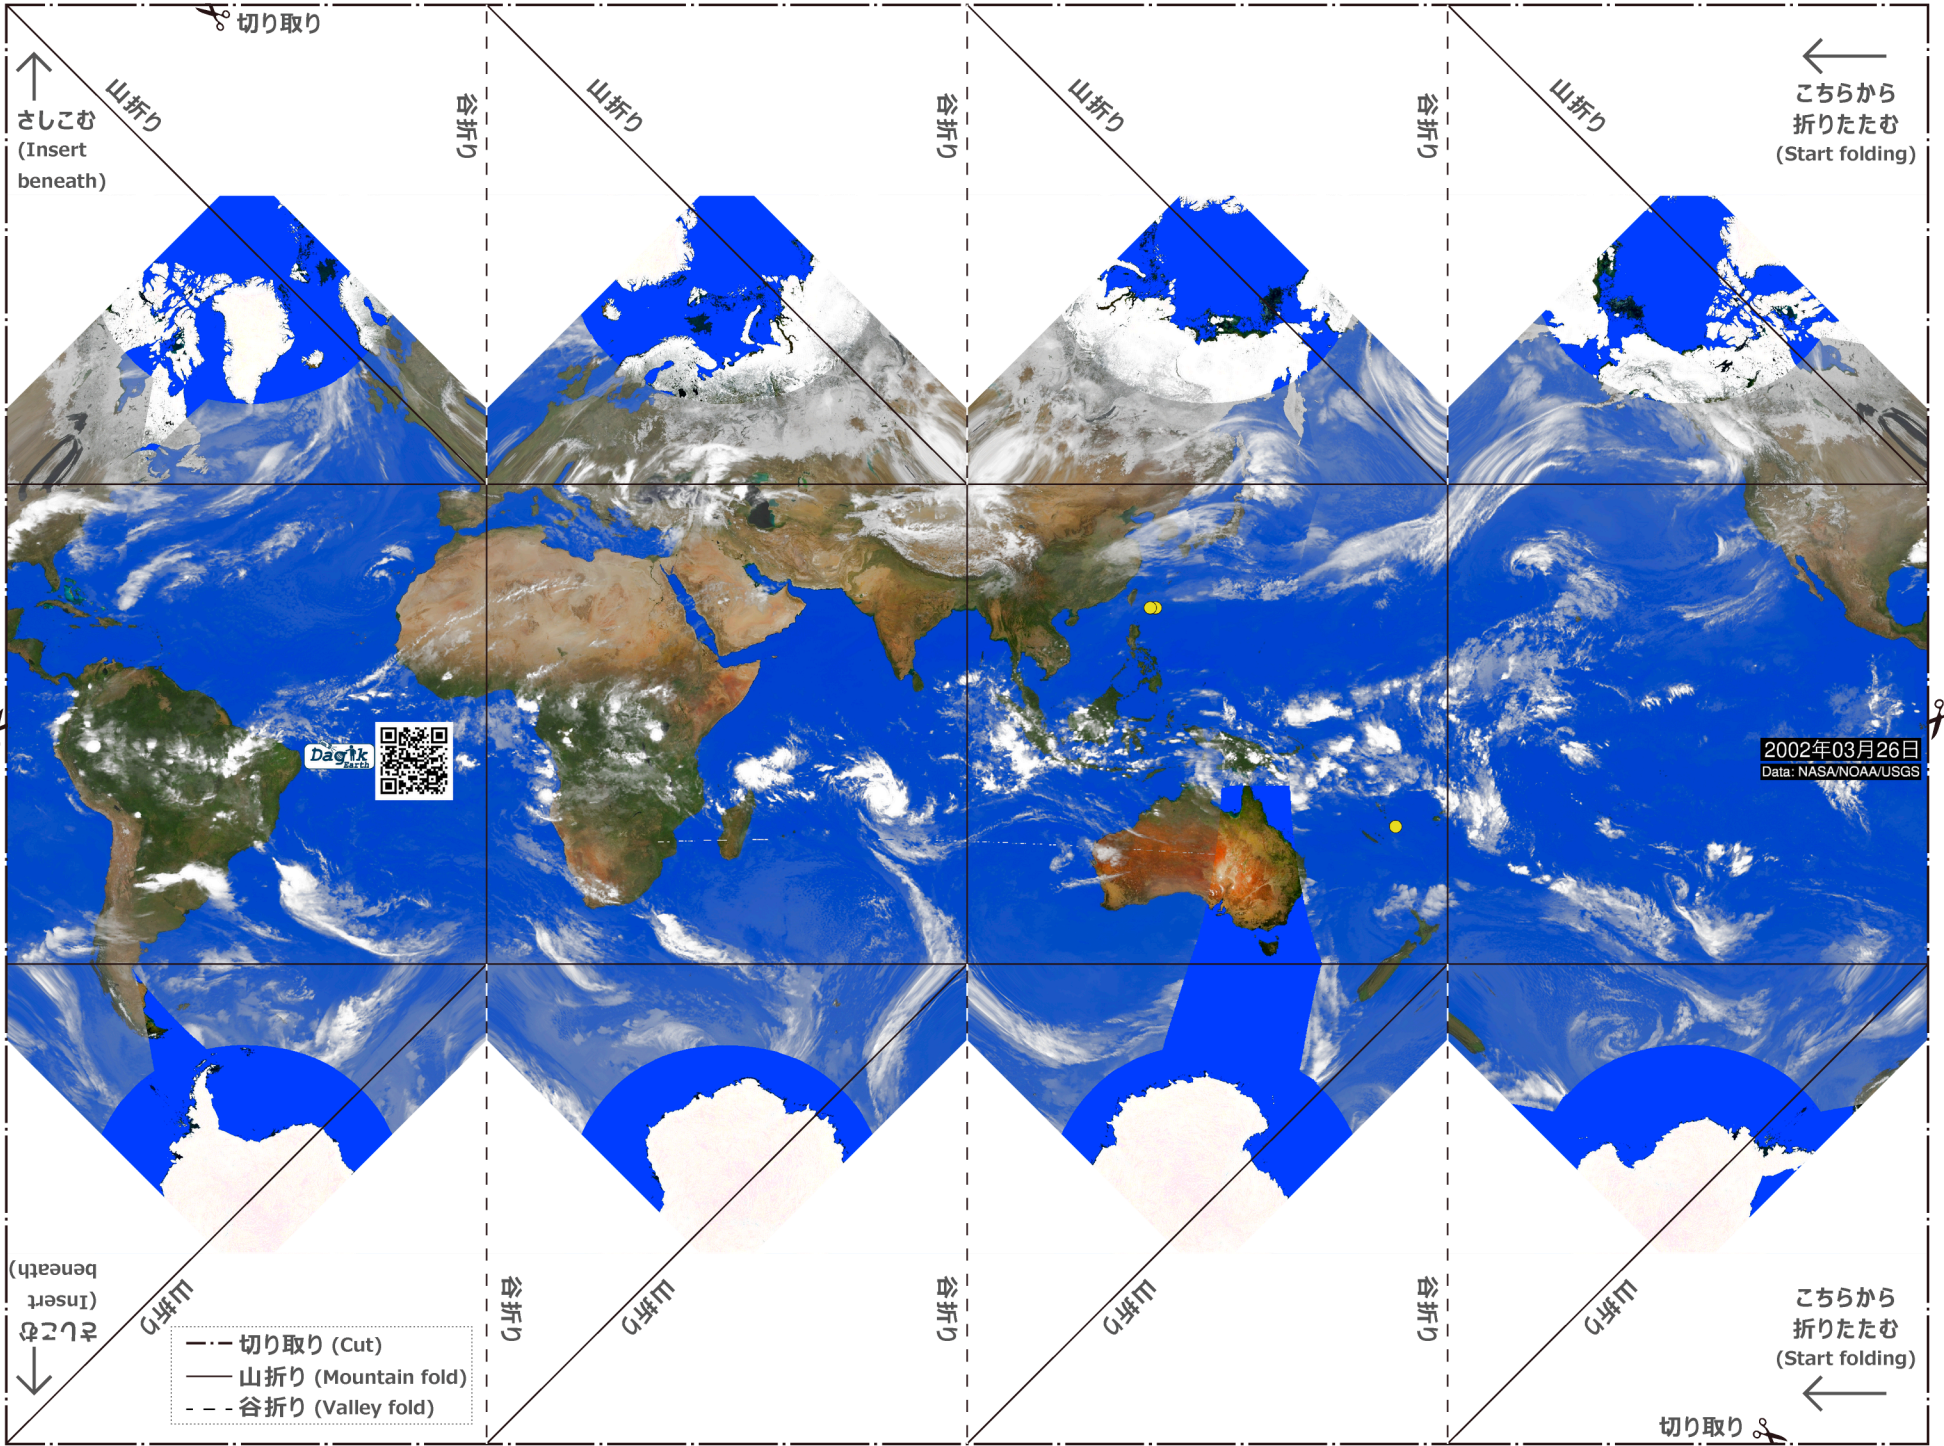 切り取り
山折り
谷折り
山折り
谷折り
山折り
谷折り
山折り
さしこむ
(Insert
beneath)
こちらから
折りたたむ
(Start folding)
Dagik
Earth
2002年03月26日
Data: NASA/NOAA/USGS
さしこむ
(Insert
beneath)
山折り
谷折り
山折り
谷折り
山折り
谷折り
山折り
切り取り (Cut)
山折り (Mountain fold)
谷折り (Valley fold)
こちらから
折りたたむ
(Start folding)
切り取り